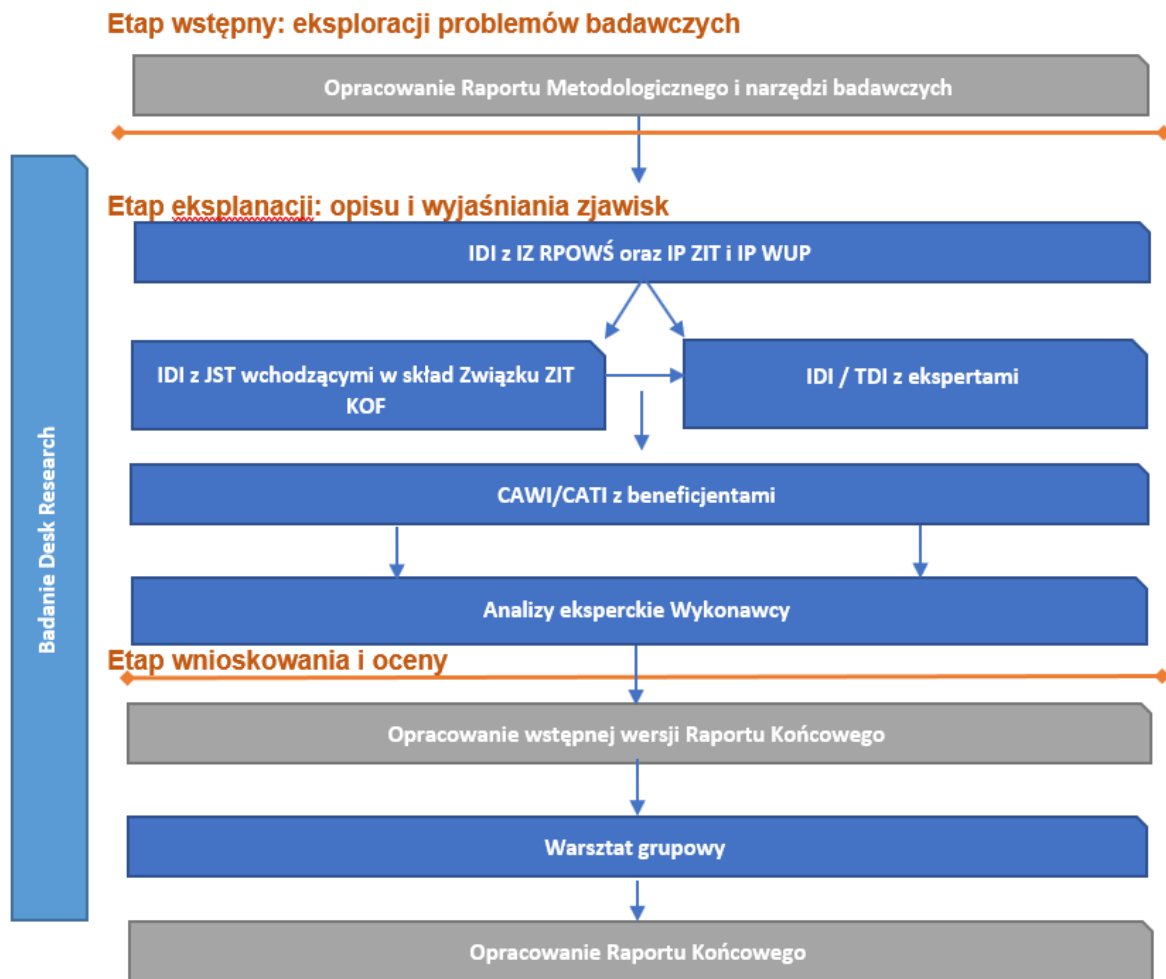 Etap wstępny: eksploracji problemów badawczych
Opracowanie Raportu Metodologicznego i narzędzi badawczych
Badanie Desk Research
Etap eksplanacji: opisu i wyjaśniania zjawisk
IDI z IZ RPOWŚ oraz IP ZIT i IP WUP
IDI z JST wchodzącymi w skład Związku ZIT
KOF
IDI / TDI z ekspertami
CAWI/CATI z beneficjentami
Analizy eksperckie Wykonawcy
Etap wnioskowania i oceny
Opracowanie wstępnej wersji Raportu Końcowego
Warsztat grupowy
Opracowanie Raportu Końcowego